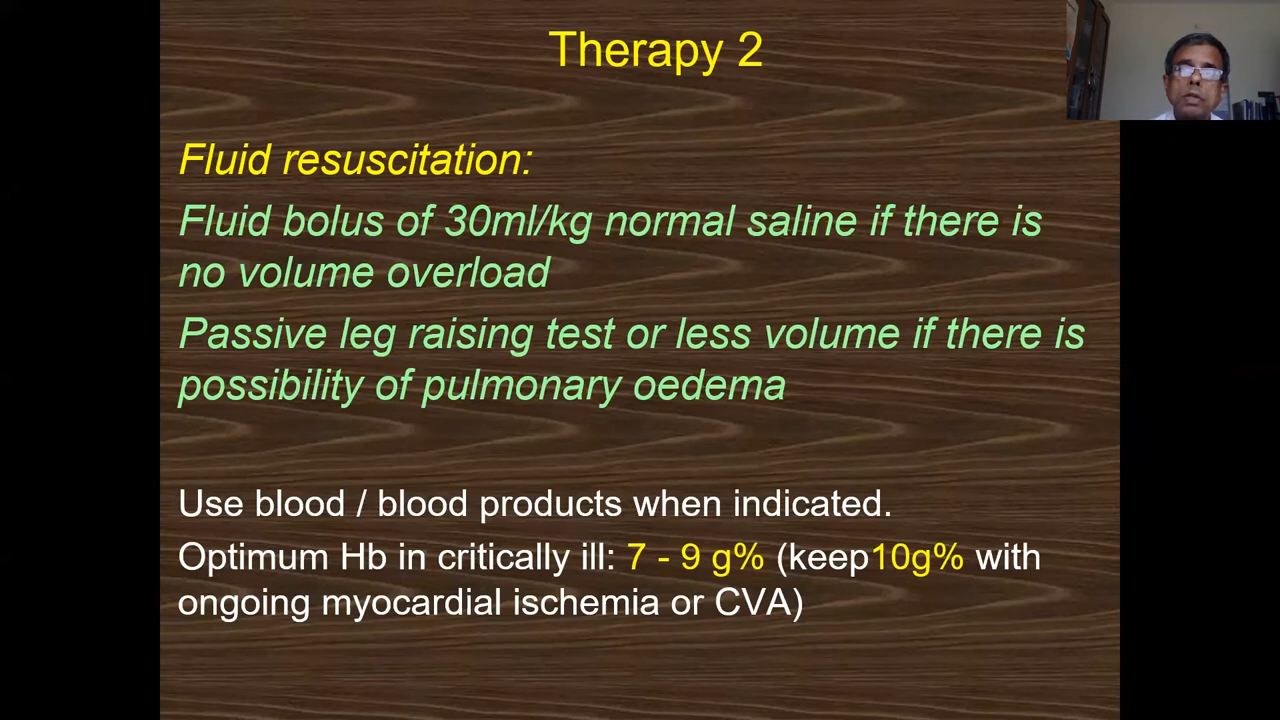 Therapy 2
Fluid resuscitation:
Fluid bolus of 30ml/kg normal saline if there is
no volume overload
Passive leg raising test or less volume if there is
possibility of pulmonary oedema
Use blood / blood products when indicated.
Optimum Hb in critically ill: 7 - 9 g% (keep10g% with
ongoing myocardial ischemia or CVA)